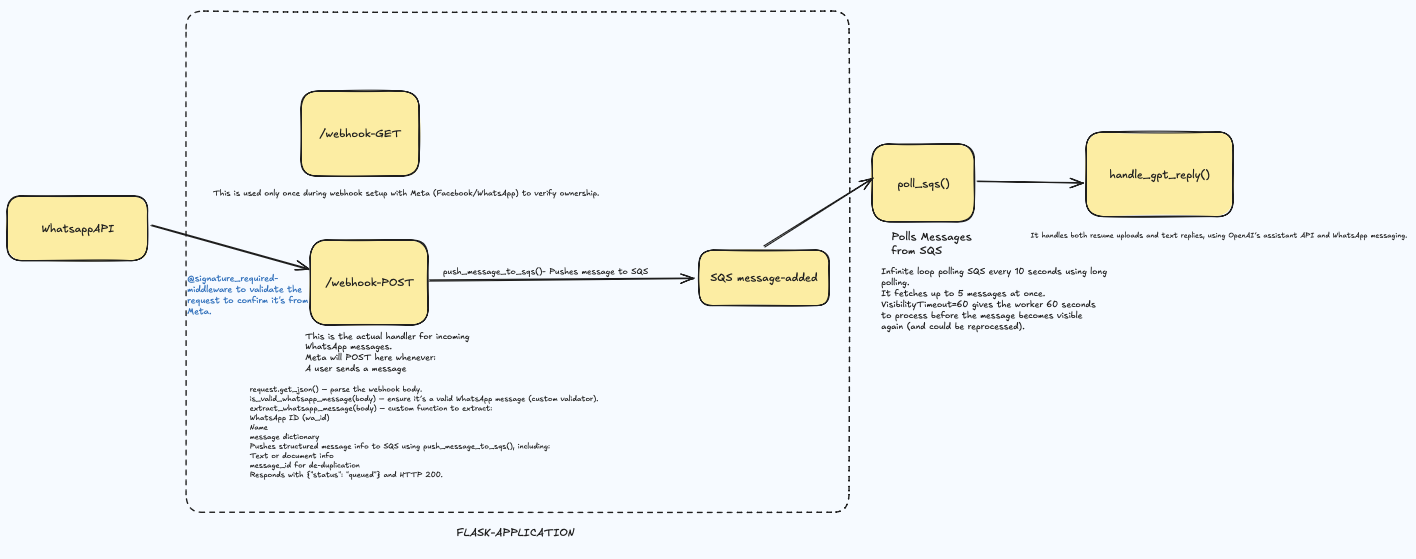 WhatsappAPI
/webhook-GET
This is used only once during webhook setup with Meta (Facebook/WhatsApp) to verify ownership.
@signature_required-
middleware to validate the
request to confirm it's from
Meta.
/webhook-POST
push_message_to_sqs()- Pushes message to SQS
SQS message-added
This is the actual handler for incoming
WhatsApp messages.
Meta will POST here whenever:
A user sends a message
request.get_json() — parse the webhook body.
is_valid_whatsapp_message(body) — ensure it's a valid WhatsApp message (custom validator).
extract_whatsapp_message(body) — custom function to extract:
WhatsApp ID (wa_id)
Name
message dictionary
Pushes structured message info to SQS using push_message_to_sqs(), including:
Text or document info
message_id for de-duplication
Responds with {"status": "queued"} and HTTP 200.
FLASK-APPLICATION
poll_sqs()
Polls Messages
from SQS
Infinite loop polling SQS every 10 seconds using long
polling.
It fetches up to 5 messages at once.
VisibilityTimeout=60 gives the worker 60 seconds
to process before the message becomes visible
again (and could be reprocessed).
handle_gpt_reply()
It handles both resume uploads and text replies, using OpenAI's assistant API and WhatsApp messaging.